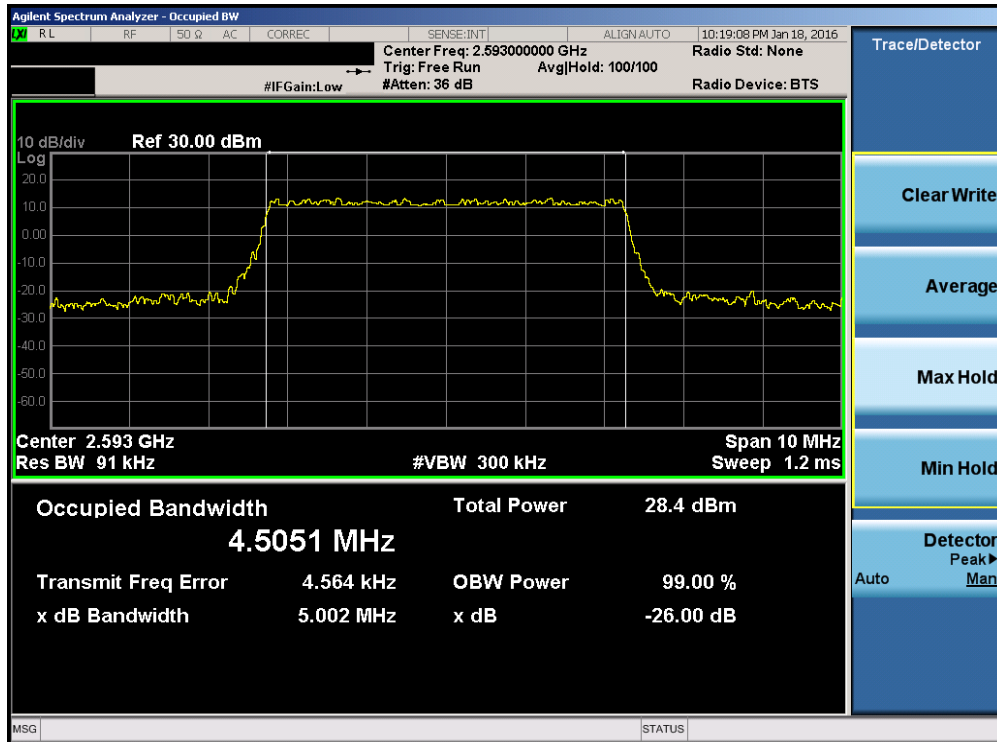 Agilent Spectrum Analyzer - Occupied BW
LXI RL RF 50 Ω AC CORREC SENSE:INT ALIGN AUTO 10:19:08 PM Jan 18, 2016
Center Freq: 2.593000000 GHz Radio Std: None
Trig: Free Run Avg|Hold: 100/100
#IFGain:Low #Atten: 36 dB Radio Device: BTS
Trace/Detector
10 dB/div Ref 30.00 dBm
Log
20.0
10.0
0.00
-10.0
-20.0
-30.0
-40.0
-50.0
-60.0
Center 2.593 GHz Span 10 MHz
Res BW 91 kHz #VBW 300 kHz Sweep 1.2 ms
Occupied Bandwidth Total Power 28.4 dBm
4.5051 MHz
Transmit Freq Error 4.564 kHz OBW Power 99.00 %
x dB Bandwidth 5.002 MHz x dB -26.00 dB
Clear Write
Average
Max Hold
Min Hold
Detector
Peak▶
Auto Man
MSG STATUS